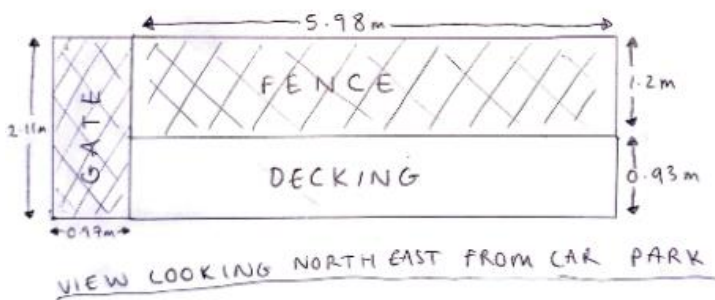 5.98m
FENCE
1.2m
2.11m
GATE
DECKING
0.93m
0.97m
VIEW LOOKING NORTH EAST FROM CAR PARK